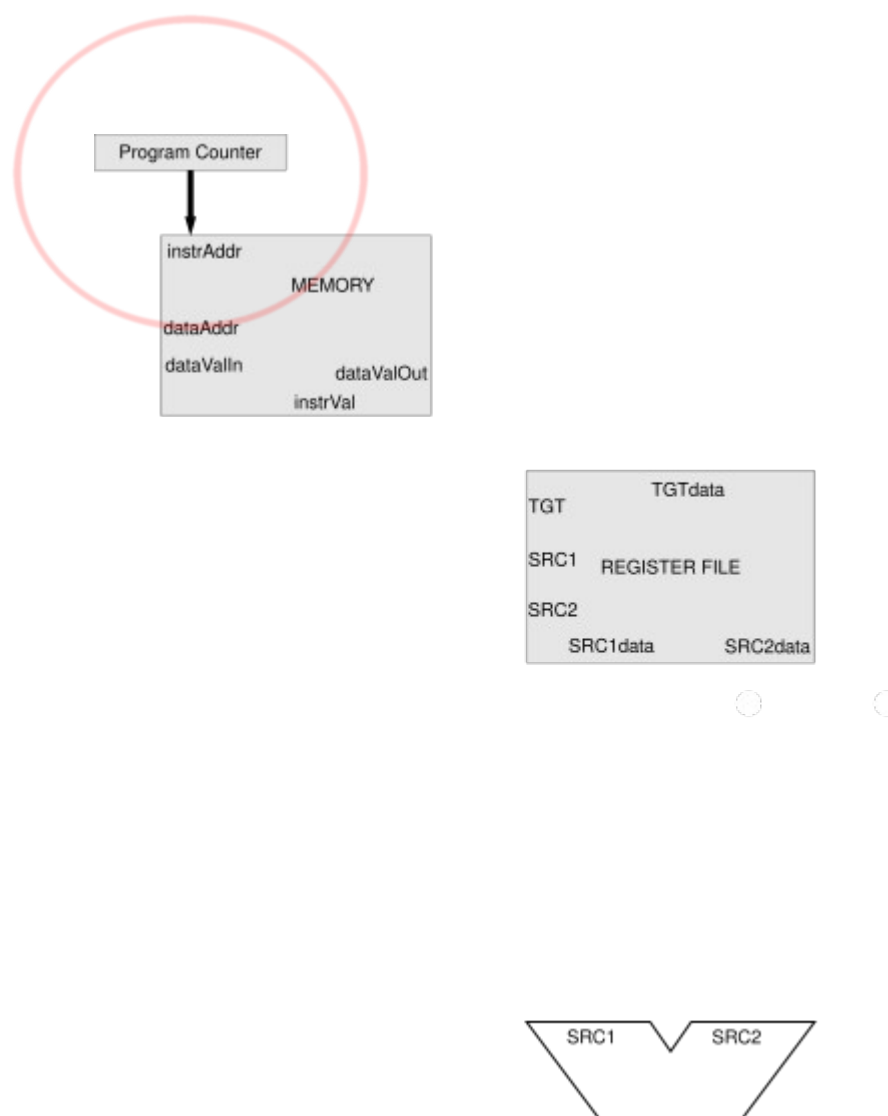 Program Counter
instrAddr
MEMORY
dataAddr
dataValIn
dataValOut
instrVal
TGTdata
TGT
SRC1
REGISTER FILE
SRC2
SRC1data
SRC2data
SRC1
SRC2